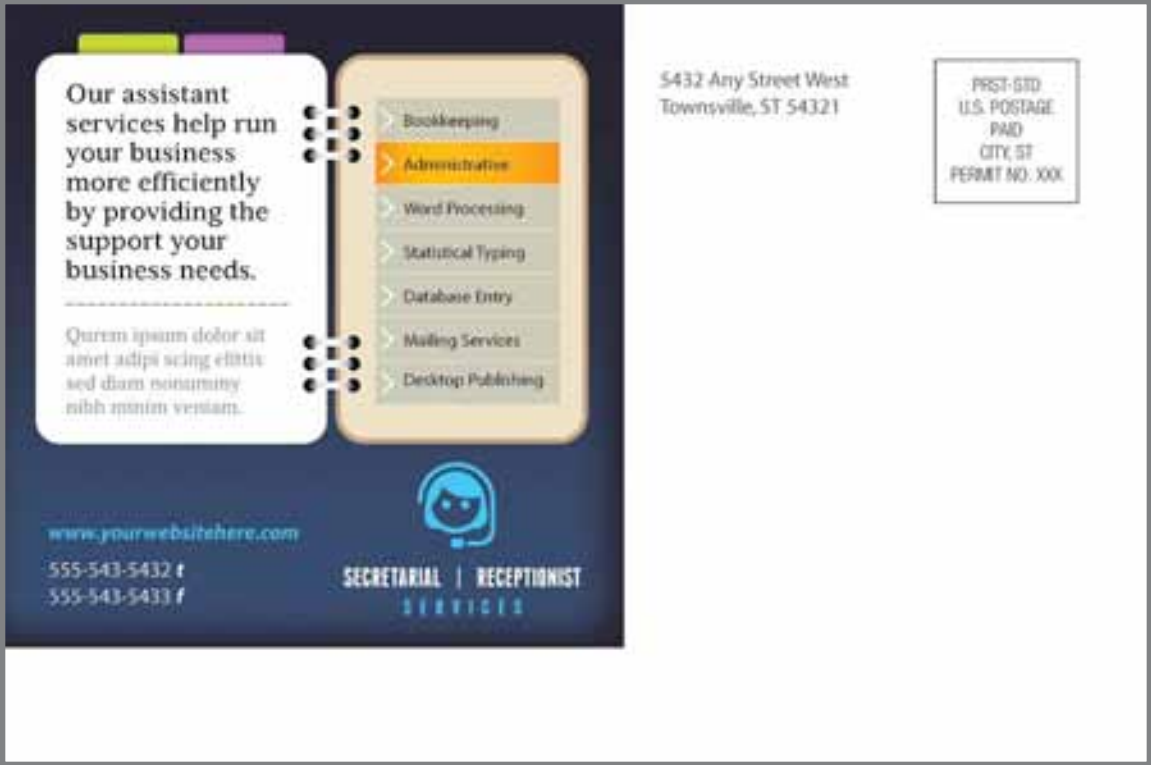 Our assistant
services help run
your business
more efficiently
by providing the
support your
business needs.
Qurem ipsum dolor sit
amet adipi scing elittis
sed diam nonummy
nibh minim veniam.
Bookkeeping
Administrative
Word Processing
Statistical Typing
Database Entry
Mailing Services
Desktop Publishing
www.yourwebsitehere.com
555-543-5432 t
555-543-5433 f
SECRETARIAL | RECEPTIONIST
SERVICES
5432 Any Street West
Townsville, ST 54321
PRST-STD
U.S. POSTAGE
PAID
CITY, ST
PERMIT NO. XXX